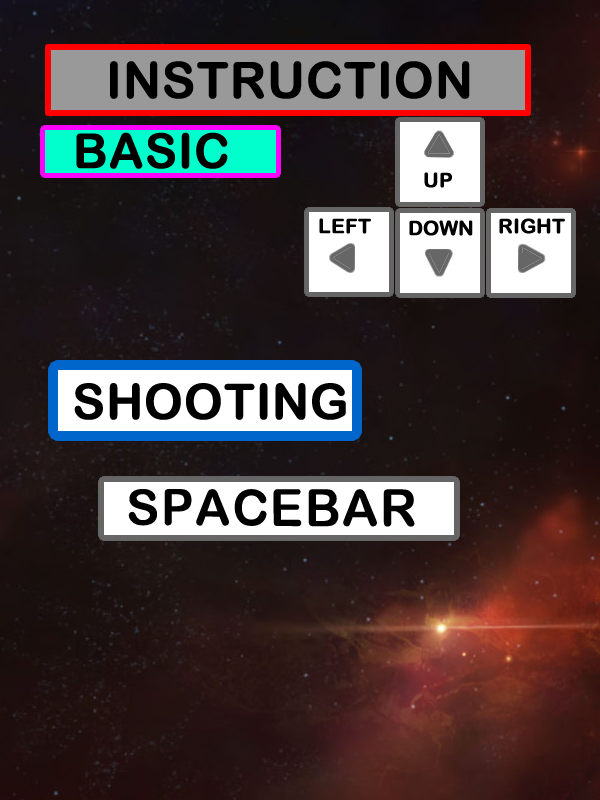 INSTRUCTION
BASIC
UP
LEFT
DOWN
RIGHT
SHOOTING
SPACEBAR